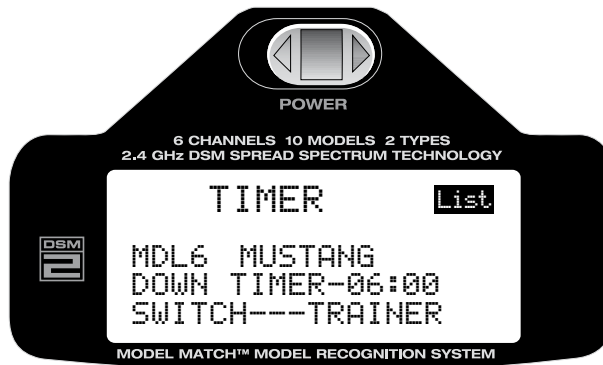 POWER
6 CHANNELS 10 MODELS 2 TYPES
2.4 GHz DSM SPREAD SPECTRUM TECHNOLOGY
TIMER List
DSM
2
MDL6 MUSTANG
DOWN TIMER-06:00
SWITCH---TRAINER
MODEL MATCH™ MODEL RECOGNITION SYSTEM